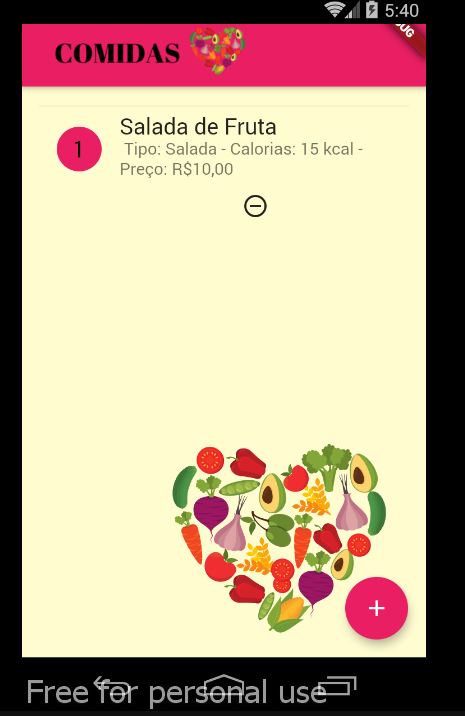 5:40
UG
COMIDAS
1
Salada de Fruta
Tipo: Salada - Calorias: 15 kcal -
Preço: R$10,00
+
Free for personal use